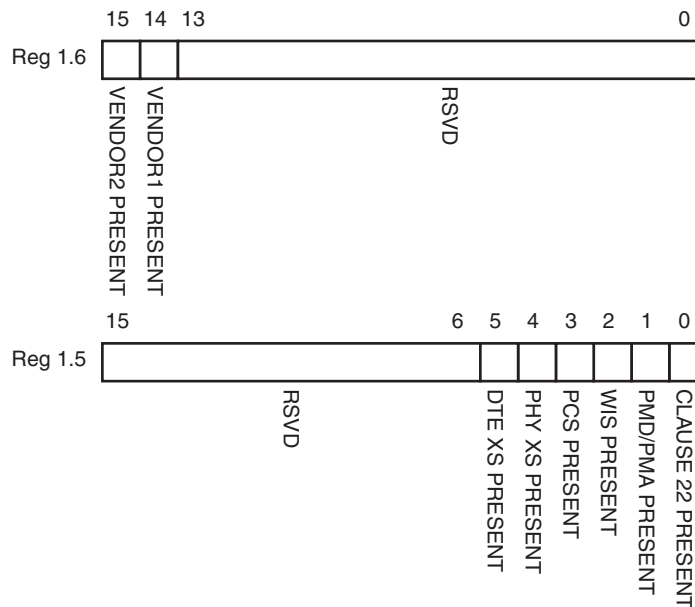 15 14 13 0
Reg 1.6
VENDOR2 PRESENT
VENDOR1 PRESENT
RSVD
15 6 5 4 3 2 1 0
Reg 1.5
RSVD
DTE XS PRESENT
PHY XS PRESENT
PCS PRESENT
WIS PRESENT
PMD/PMA PRESENT
CLAUSE 22 PRESENT